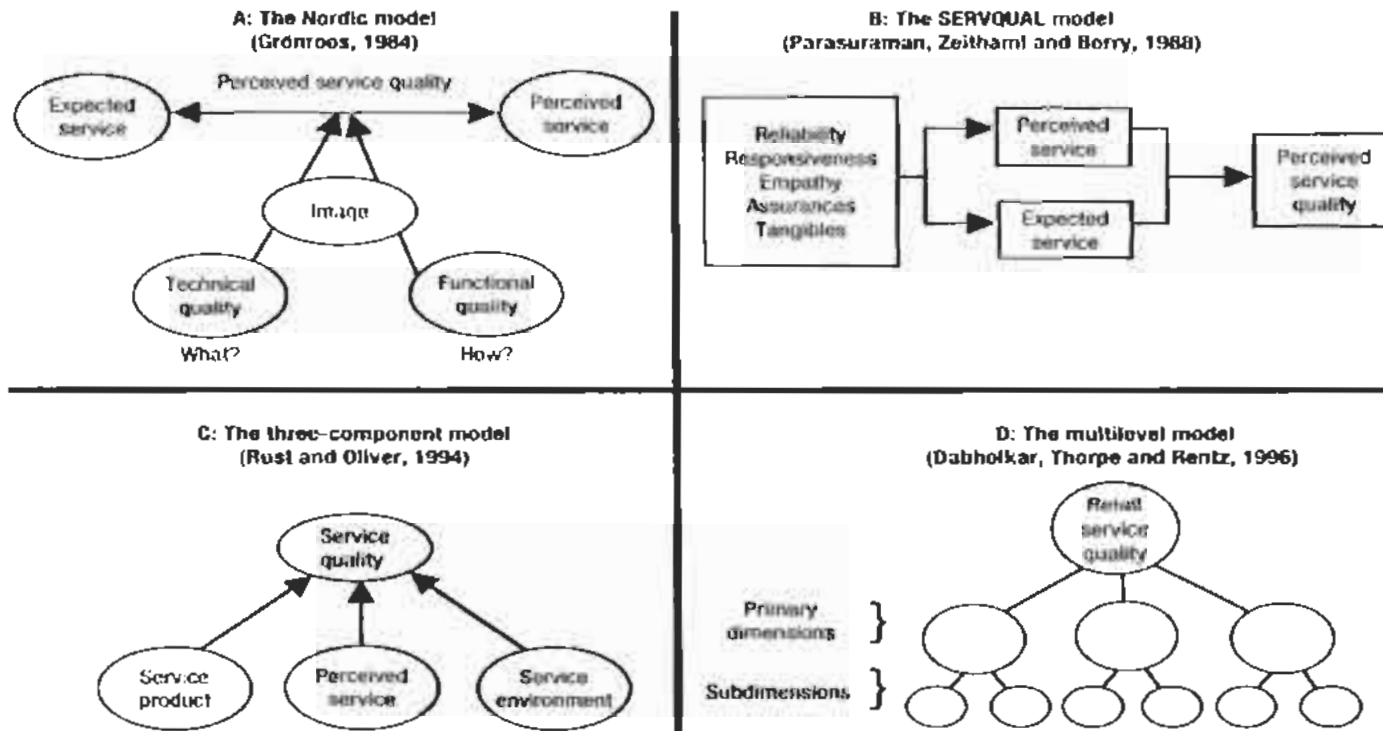 A: The Nordic model
(Grönroos, 1984)
Perceived service quality
Expected
service
Perceived
service
Image
Technical
quality
Functional
quality
What?
How?
B: The SERVQUAL model
(Parasuraman, Zeithaml and Berry, 1988)
Reliability
Responsiveness
Empathy
Assurances
Tangibles
Perceived
service
Expected
service
Perceived
service
quality
C: The three-component model
(Rust and Oliver, 1994)
Service
quality
Service
product
Perceived
service
Service
environment
D: The multilevel model
(Dabholkar, Thorpe and Rentz, 1996)
Retail
service
quality
Primary
dimensions
Subdimensions